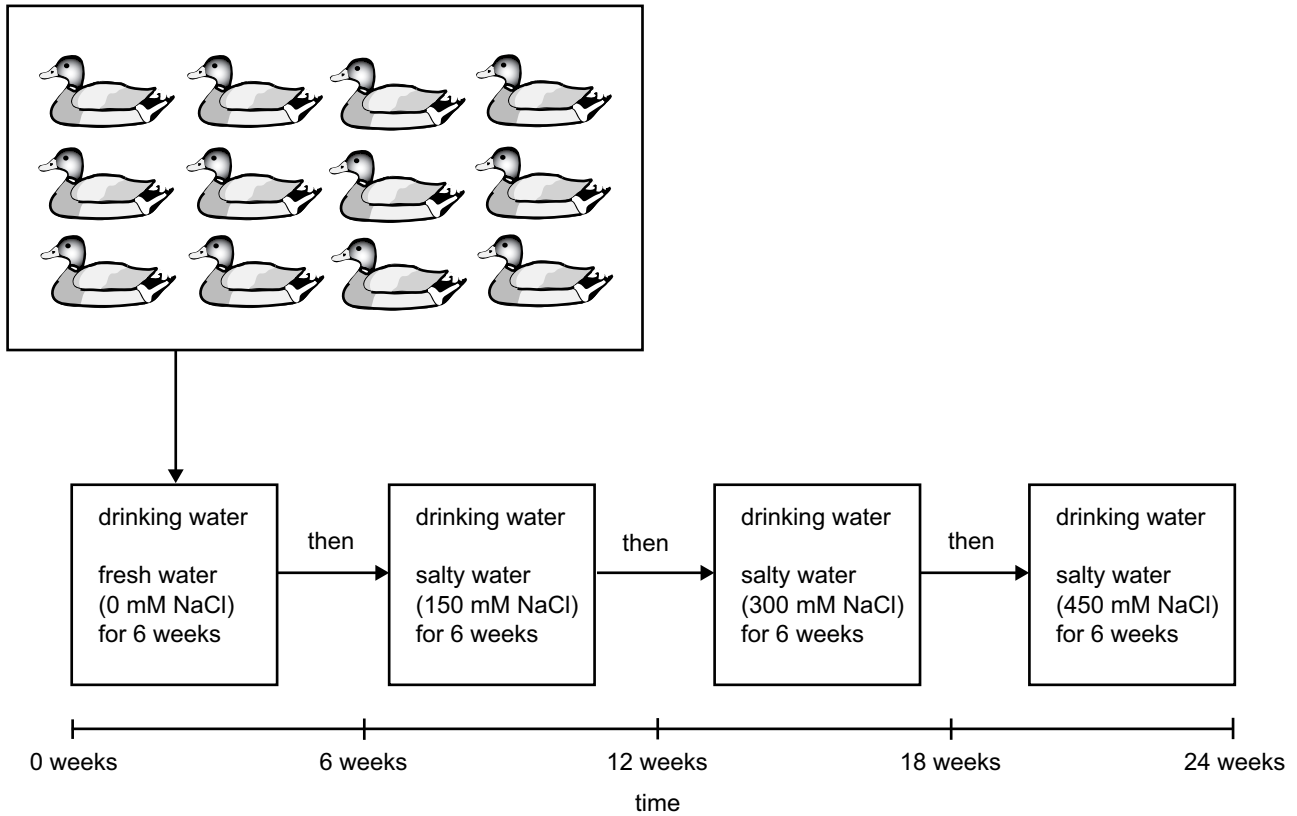 drinking water
fresh water
(0 mM NaCl)
for 6 weeks
then
drinking water
salty water
(150 mM NaCl)
for 6 weeks
then
drinking water
salty water
(300 mM NaCl)
for 6 weeks
then
drinking water
salty water
(450 mM NaCl)
for 6 weeks
0 weeks
6 weeks
12 weeks
18 weeks
24 weeks
time